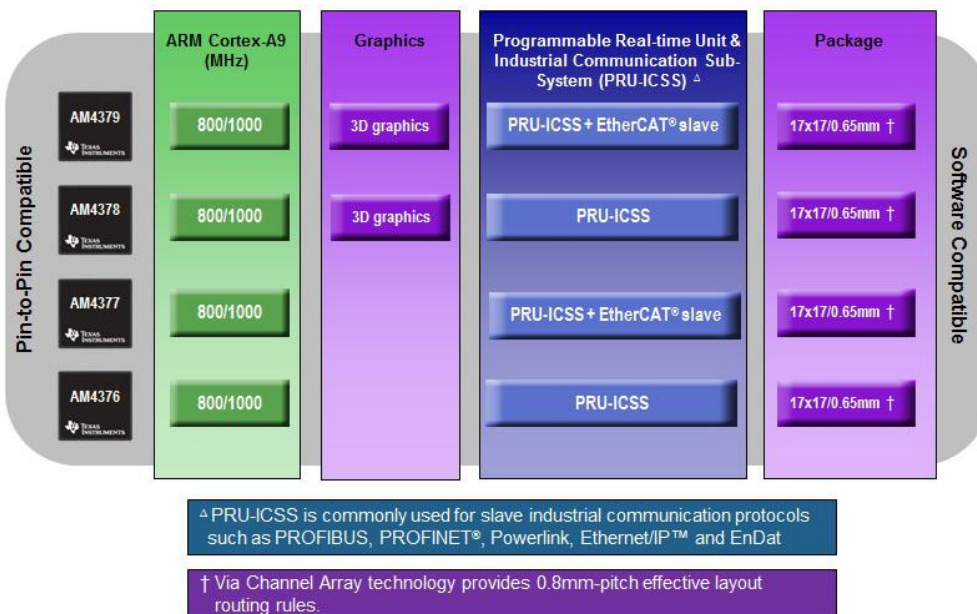 ARM Cortex-A9
(MHz)
Graphics
Programmable Real-time Unit &
Industrial Communication Sub-
System (PRU-ICSS) Δ
Package
Pin-to-Pin Compatible
Software Compatible
AM4379
TEXAS
INSTRUMENTS
800/1000
3D graphics
PRU-ICSS + EtherCAT® slave
17x17/0.65mm †
AM4378
TEXAS
INSTRUMENTS
800/1000
3D graphics
PRU-ICSS
17x17/0.65mm †
AM4377
TEXAS
INSTRUMENTS
800/1000
PRU-ICSS + EtherCAT® slave
17x17/0.65mm †
AM4376
TEXAS
INSTRUMENTS
800/1000
PRU-ICSS
17x17/0.65mm †
Δ PRU-ICSS is commonly used for slave industrial communication protocols
such as PROFIBUS, PROFINET®, Powerlink, Ethernet/IP™ and EnDat
† Via Channel Array technology provides 0.8mm-pitch effective layout
routing rules.